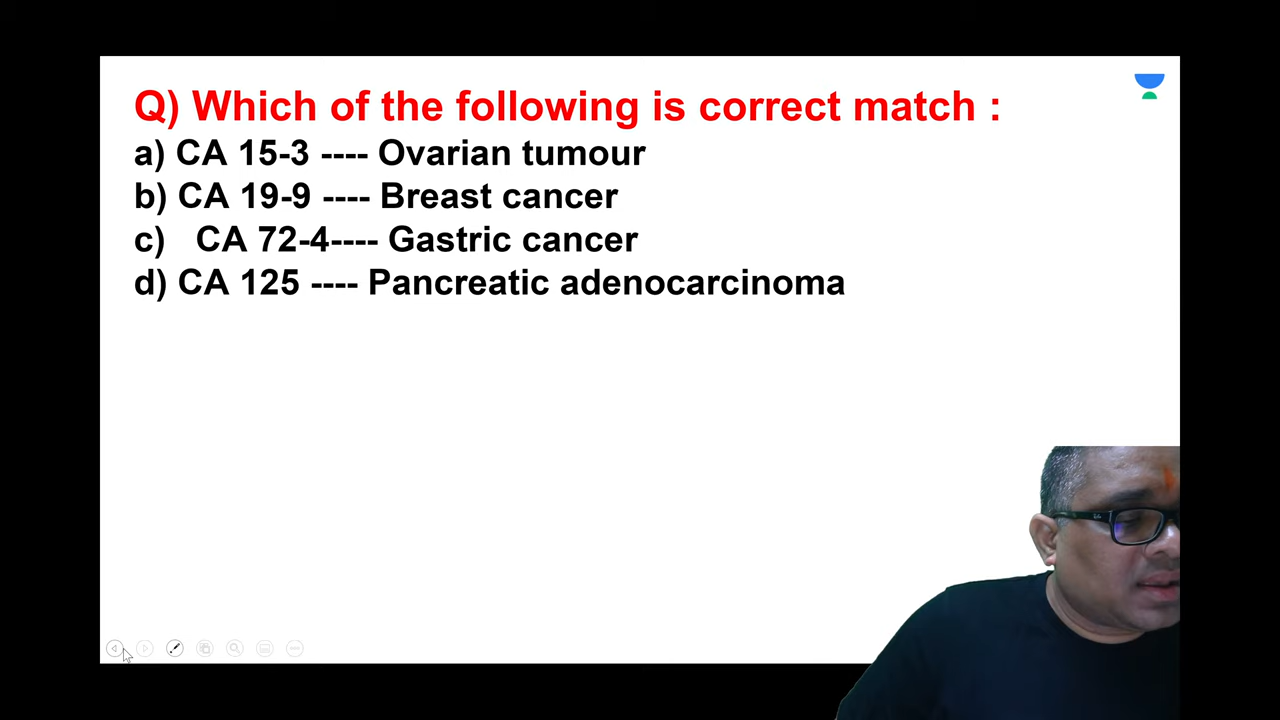 Q) Which of the following is correct match :
a) CA 15-3 ---- Ovarian tumour
b) CA 19-9 ---- Breast cancer
c) CA 72-4---- Gastric cancer
d) CA 125 ---- Pancreatic adenocarcinoma